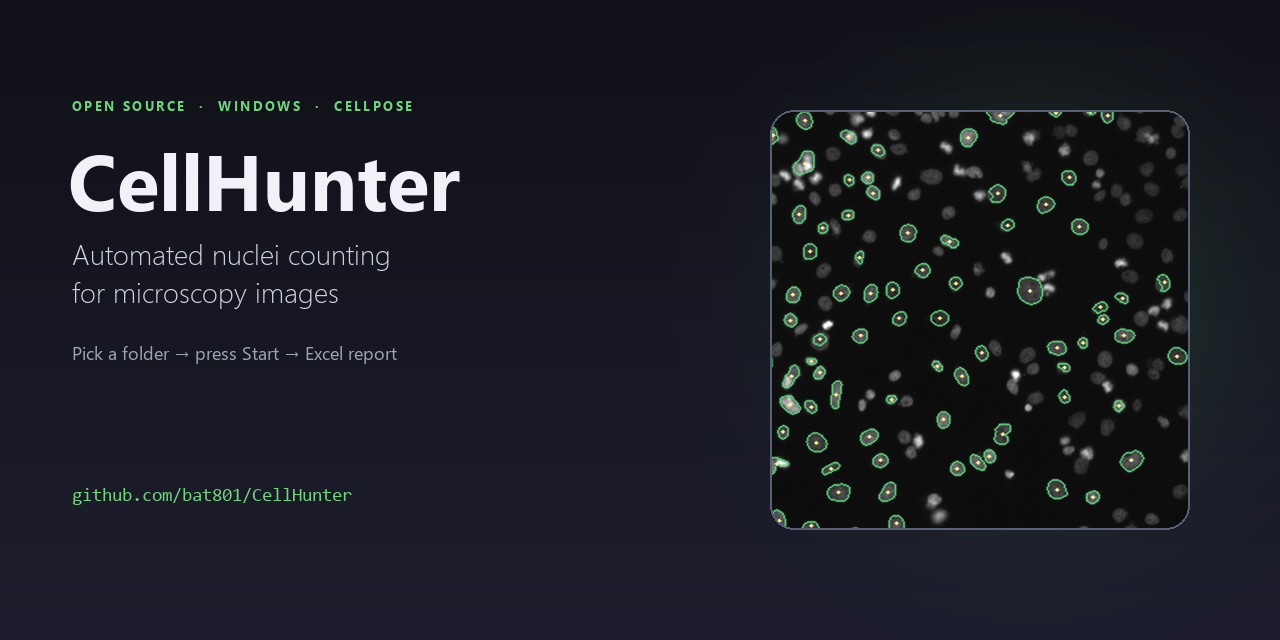 OPEN SOURCE · WINDOWS · CELLPOSE
CellHunter
Automated nuclei counting
for microscopy images
Pick a folder → press Start → Excel report
github.com/bat801/CellHunter